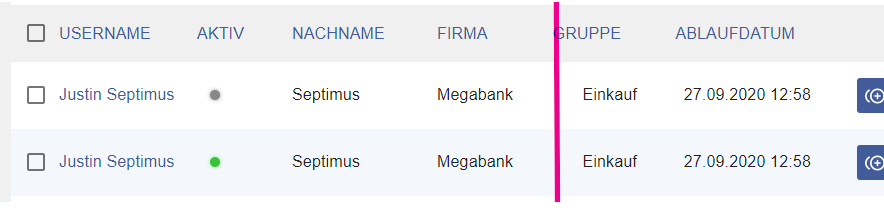 USERNAME AKTIV NACHNAME FIRMA GRUPPE ABLAUFDATUM
Justin Septimus Septimus Megabank Einkauf 27.09.2020 12:58
Justin Septimus Septimus Megabank Einkauf 27.09.2020 12:58